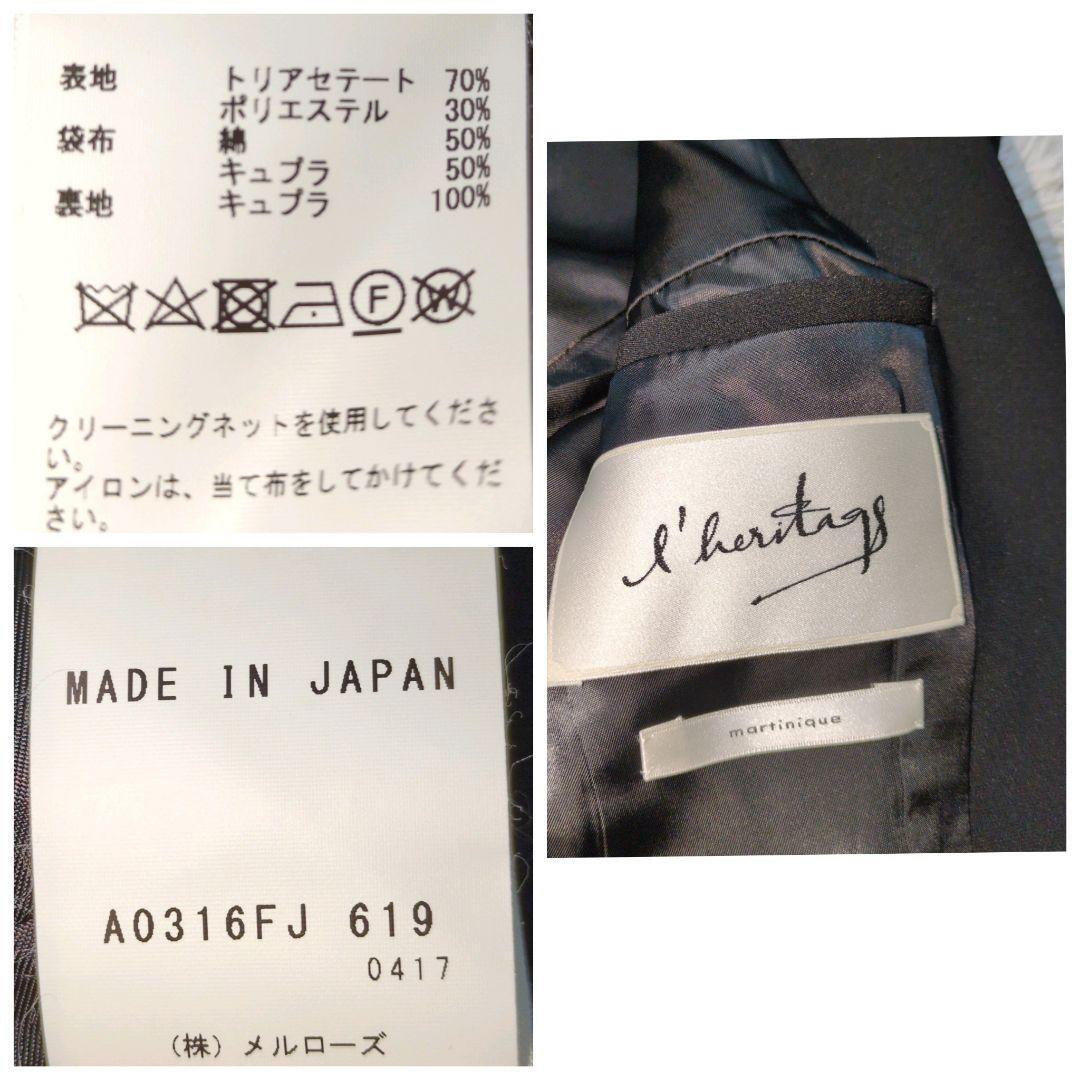 表地 トリアセテート 70%
ポリエステル 30%
袋布 綿 50%
キュプラ 50%
裏地 キュプラ 100%
F W
クリーニングネットを使用してくださ
い。
アイロンは、当て布をしてかけてくだ
さい。
MADE IN JAPAN
A0316FJ 619
0417
(株)メルローズ
l'heritage
martinique